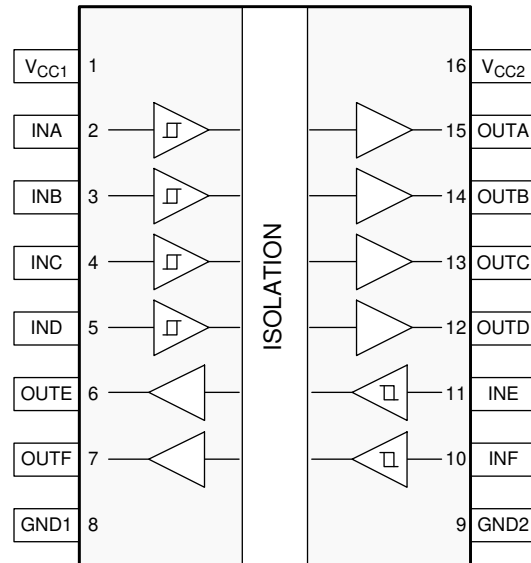 VCC1 1 16 VCC2
INA 2 15 OUTA
INB 3 14 OUTB
INC 4 13 OUTC
IND 5 12 OUTD
OUTE 6 11 INE
OUTF 7 10 INF
GND1 8 9 GND2
ISOLATION